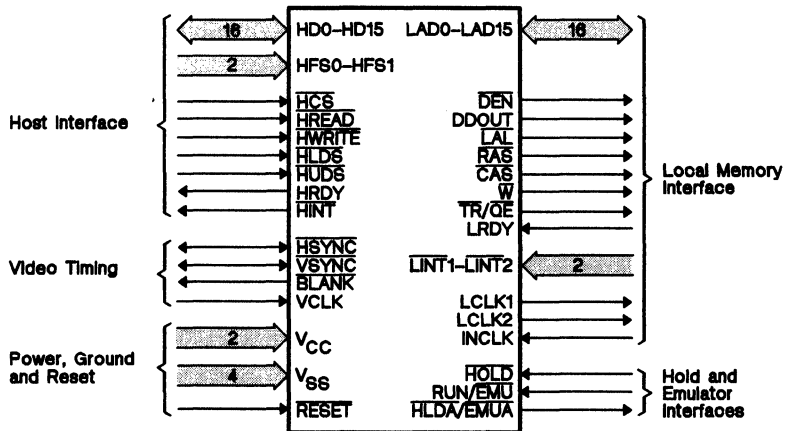 16 HD0-HD15 LAD0-LAD15 16
2 HFS0-HFS1
Host Interface
HCS DEN
HREAD DDOUT
HWRITE LAL
HLDS RAS
HUDS CAS
HRDY W
HINT TR/QE
LRDY
Local Memory
Interface
Video Timing
HSYNC
VSYNC LINT1-LINT2 2
BLANK
VCLK LCLK1
LCLK2
2 VCC INCLK
Power, Ground
and Reset
4 VSS HOLD
RUN/EMU
RESET HLDA/EMUA
Hold and
Emulator
Interfaces